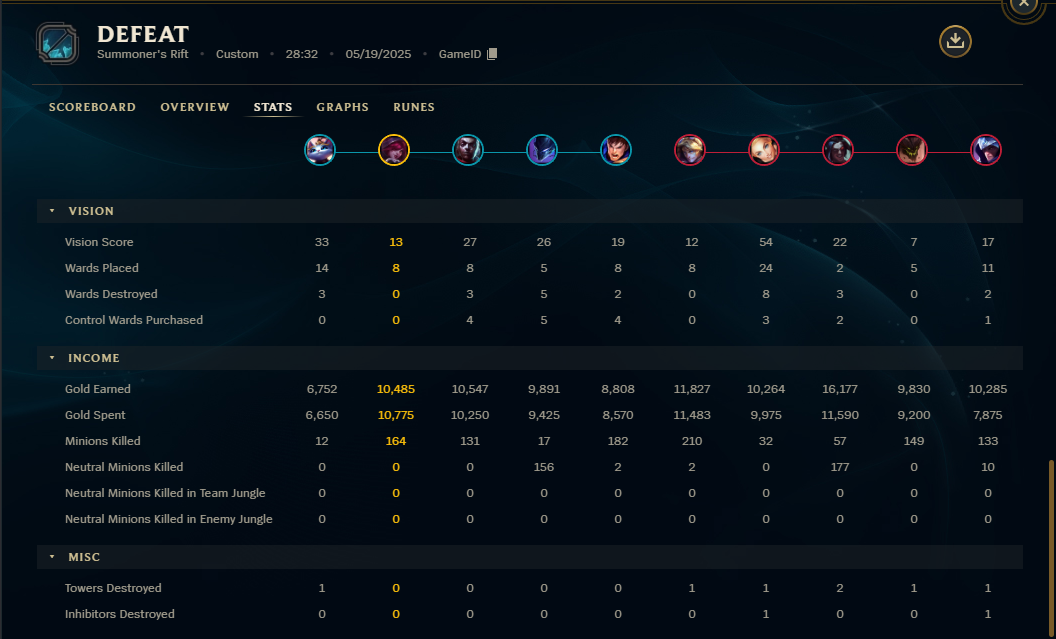 DEFEAT
Summoner's Rift • Custom • 28:32 • 05/19/2025 • GameID
SCOREBOARD OVERVIEW STATS GRAPHS RUNES
VISION
Vision Score 33 13 27 26 19 12 54 22 7 17
Wards Placed 14 8 8 5 8 8 24 2 5 11
Wards Destroyed 3 0 3 5 2 0 8 3 0 2
Control Wards Purchased 0 0 4 5 4 0 3 2 0 1
INCOME
Gold Earned 6,752 10,485 10,547 9,891 8,808 11,827 10,264 16,177 9,830 10,285
Gold Spent 6,650 10,775 10,250 9,425 8,570 11,483 9,975 11,590 9,200 7,875
Minions Killed 12 164 131 17 182 210 32 57 149 133
Neutral Minions Killed 0 0 0 156 2 2 0 177 0 10
Neutral Minions Killed in Team Jungle 0 0 0 0 0 0 0 0 0 0
Neutral Minions Killed in Enemy Jungle 0 0 0 0 0 0 0 0 0 0
MISC
Towers Destroyed 1 0 0 0 0 1 1 2 1 1
Inhibitors Destroyed 0 0 0 0 0 0 1 0 0 1